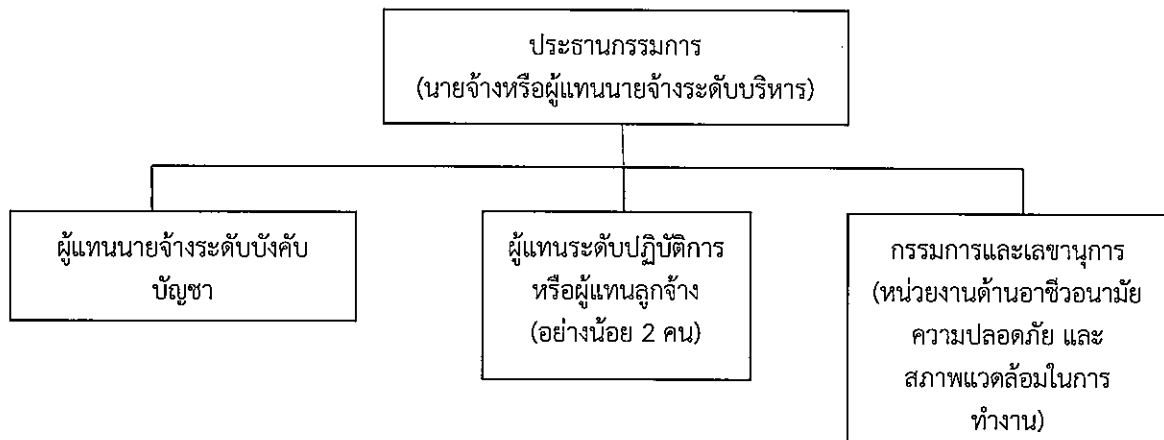 ประธานกรรมการ
(นายจ้างหรือผู้แทนนายจ้างระดับบริหาร)
ผู้แทนนายจ้างระดับบังคับ
บัญชา
ผู้แทนระดับปฏิบัติการ
หรือผู้แทนลูกจ้าง
(อย่างน้อย 2 คน)
กรรมการและเลขานุการ
(หน่วยงานด้านอาชีวอนามัย
ความปลอดภัย และ
สภาพแวดล้อมในการ
ทำงาน)